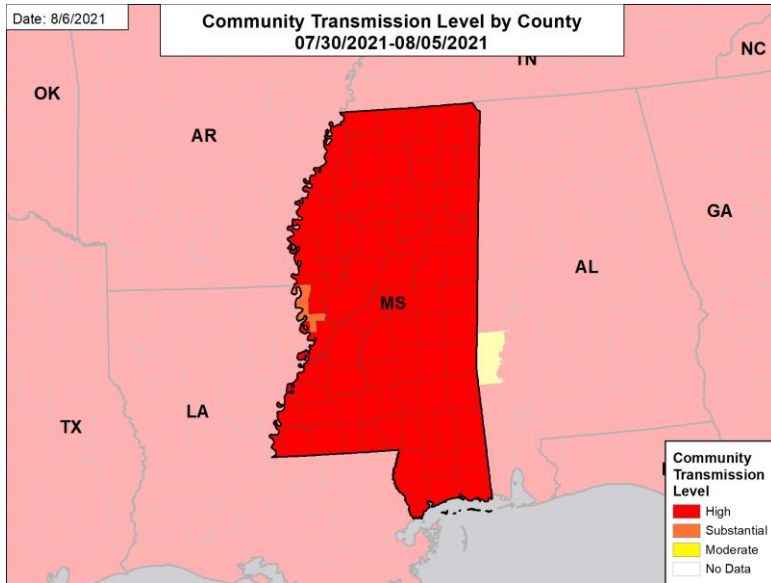 Date: 8/6/2021
Community Transmission Level by County
07/30/2021-08/05/2021
TN
NC
OK
AR
GA
AL
MS
LA
TX
Community
Transmission
Level
High
Substantial
Moderate
No Data